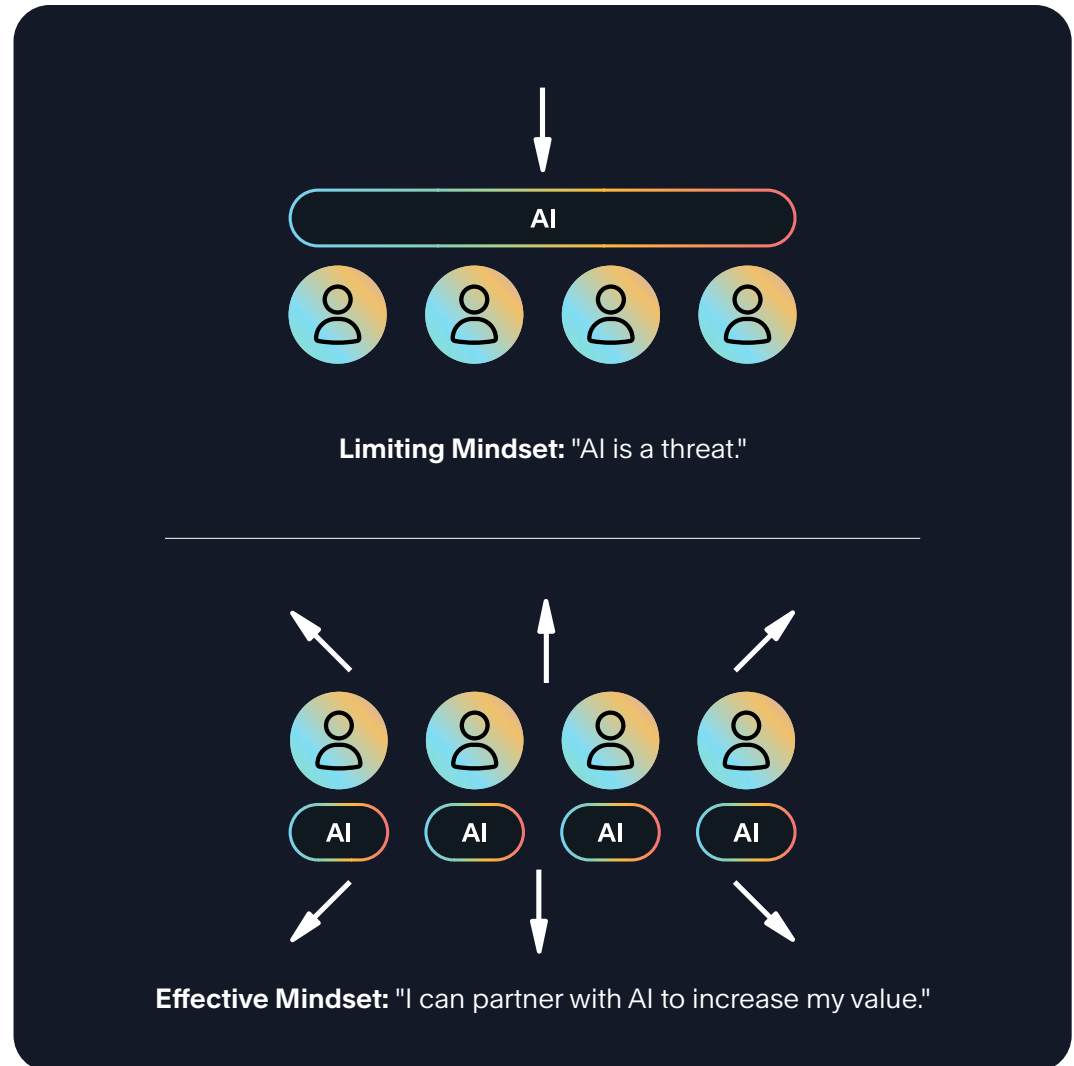 AI
Limiting Mindset: "AI is a threat."
AI AI AI AI
Effective Mindset: "I can partner with AI to increase my value."